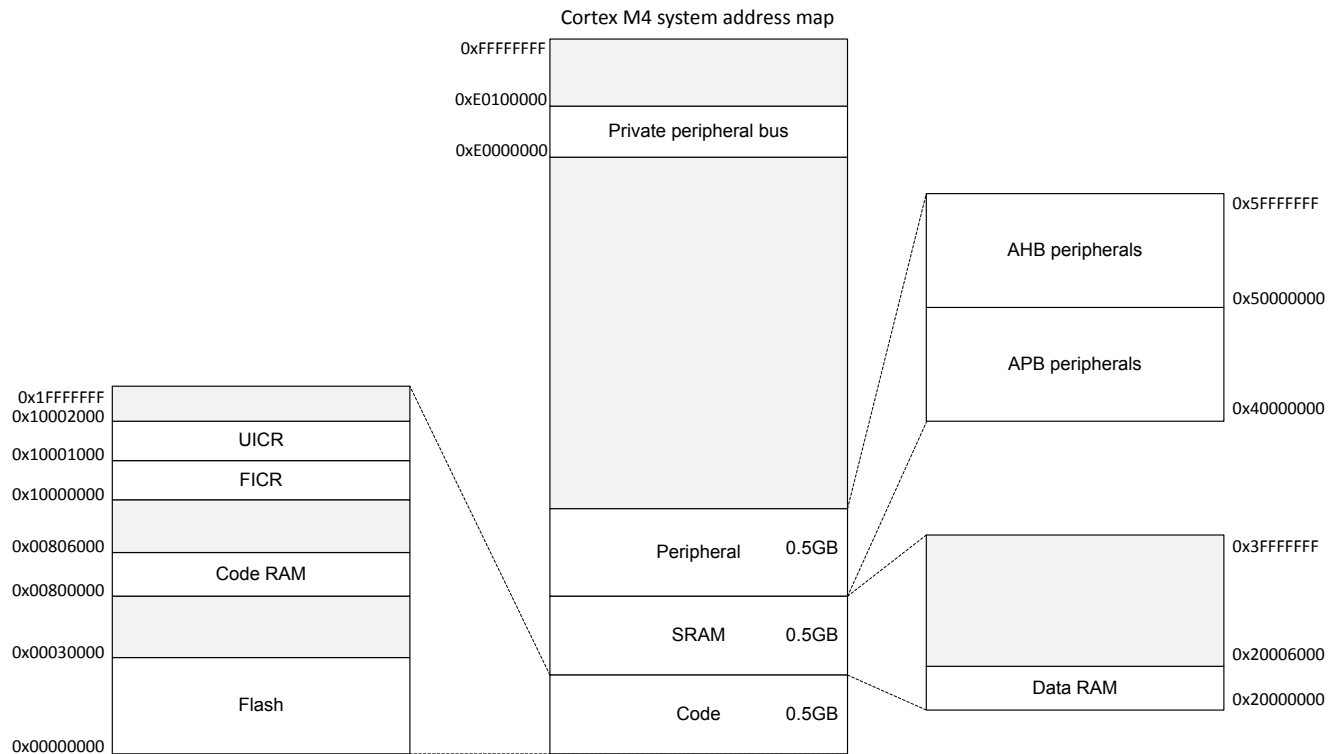 Cortex M4 system address map
0xFFFFFFFF
0xE0100000
Private peripheral bus
0xE0000000
0x5FFFFFFF
AHB peripherals
0x50000000
APB peripherals
0x40000000
0x1FFFFFFF
0x10002000
UICR
0x10001000
FICR
0x10000000
0x00806000
Code RAM
0x00800000
0x00030000
Flash
0x00000000
Peripheral 0.5GB
SRAM 0.5GB
Code 0.5GB
0x3FFFFFFF
0x20006000
Data RAM
0x20000000